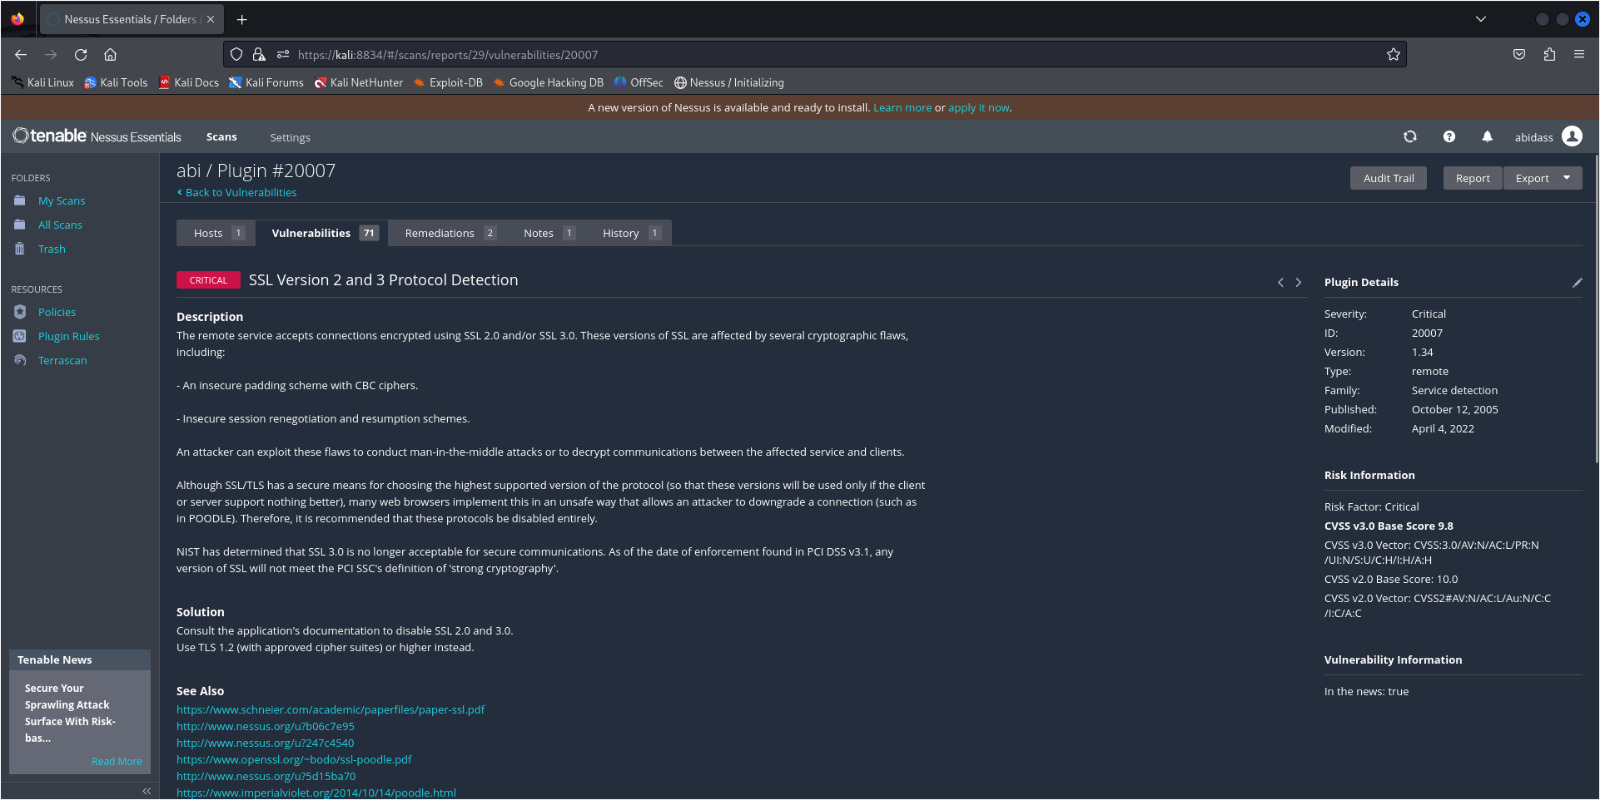 Nessus Essentials / Folders /
https://kali:8834/#/scans/reports/29/vulnerabilities/20007
Kali Linux Kali Tools Kali Docs Kali Forums Kali NetHunter Exploit-DB Google Hacking DB OffSec Nessus / Initializing
A new version of Nessus is available and ready to install. Learn more or apply it now.
tenable Nessus Essentials Scans Settings abidass
FOLDERS
My Scans
All Scans
Trash
RESOURCES
Policies
Plugin Rules
Terrascan
Tenable News
Secure Your
Sprawling Attack
Surface With Risk-
bas...
Read More
abi / Plugin #20007
Back to Vulnerabilities
Audit Trail Report Export
Hosts 1 Vulnerabilities 71 Remediations 2 Notes 1 History 1
CRITICAL SSL Version 2 and 3 Protocol Detection
Description
The remote service accepts connections encrypted using SSL 2.0 and/or SSL 3.0. These versions of SSL are affected by several cryptographic flaws,
including:
- An insecure padding scheme with CBC ciphers.
- Insecure session renegotiation and resumption schemes.
An attacker can exploit these flaws to conduct man-in-the-middle attacks or to decrypt communications between the affected service and clients.
Although SSL/TLS has a secure means for choosing the highest supported version of the protocol (so that these versions will be used only if the client
or server support nothing better), many web browsers implement this in an unsafe way that allows an attacker to downgrade a connection (such as
in POODLE). Therefore, it is recommended that these protocols be disabled entirely.
NIST has determined that SSL 3.0 is no longer acceptable for secure communications. As of the date of enforcement found in PCI DSS v3.1, any
version of SSL will not meet the PCI SSC's definition of 'strong cryptography'.
Solution
Consult the application's documentation to disable SSL 2.0 and 3.0.
Use TLS 1.2 (with approved cipher suites) or higher instead.
See Also
https://www.schneier.com/academic/paperfiles/paper-ssl.pdf
http://www.nessus.org/u?b06c7e95
http://www.nessus.org/u?247c4540
https://www.openssl.org/~bodo/ssl-poodle.pdf
http://www.nessus.org/u?5d15ba70
https://www.imperialviolet.org/2014/10/14/poodle.html
Plugin Details
Severity: Critical
ID: 20007
Version: 1.34
Type: remote
Family: Service detection
Published: October 12, 2005
Modified: April 4, 2022
Risk Information
Risk Factor: Critical
CVSS v3.0 Base Score 9.8
CVSS v3.0 Vector: CVSS:3.0/AV:N/AC:L/PR:N
/UI:N/S:U/C:H/I:H/A:H
CVSS v2.0 Base Score: 10.0
CVSS v2.0 Vector: CVSS2#AV:N/AC:L/Au:N/C:C
/I:C/A:C
Vulnerability Information
In the news: true